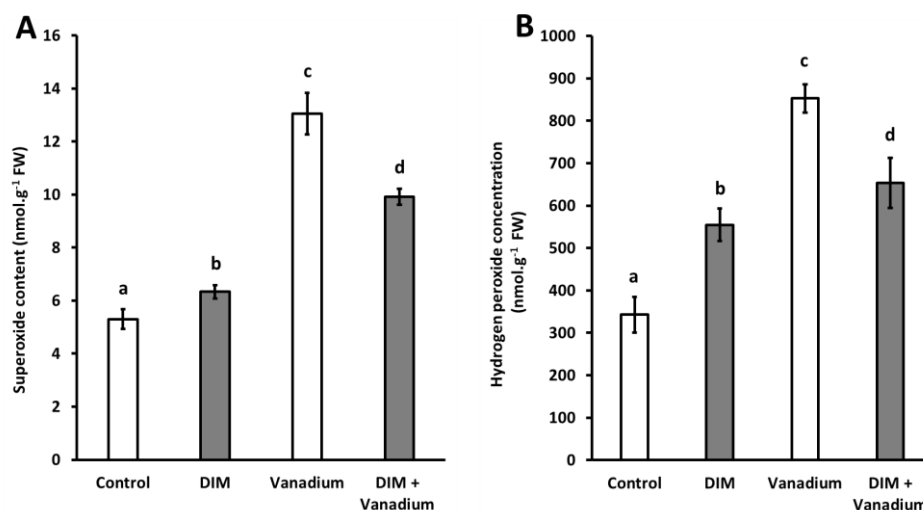 A
Superoxide content (nmol.g⁻¹ FW)
16
14
12
10
8
6
4
2
0
a
b
c
d
Control
DIM
Vanadium
DIM +
Vanadium
B
Hydrogen peroxide concentration
(nmol.g⁻¹ FW)
1000
900
800
700
600
500
400
300
200
100
0
a
b
c
d
Control
DIM
Vanadium
DIM +
Vanadium